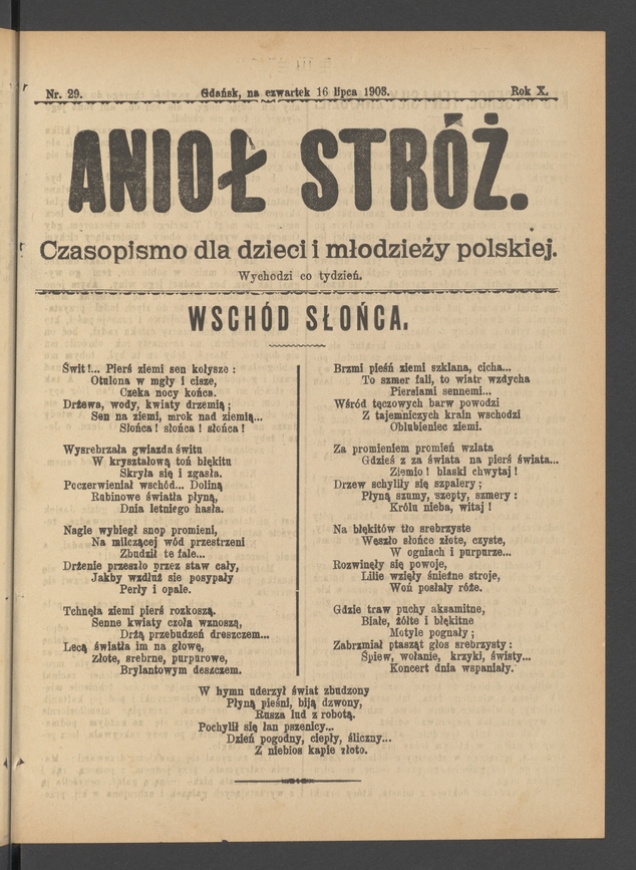 Nr. 29.
Gdańsk, na czwartek 16 lipca 1908.
Rok X.
ANIOŁ STRÓŻ.
Czasopismo dla dzieci i młodzieży polskiej.
Wychodzi co tydzień.
WSCHÓD SŁOŃCA.
Świt!... Pierś ziemi sen kołysze:
Otulona w mgły i cisze,
Czeka nocy końca.
Drzewa, wody, kwiaty drzemią;
Sen na ziemi, mrok nad ziemią...
Słońca! słońca! słońca!
Wysrebrzała gwiazda świtu
W kryształową toń błękitu
Skryła się i zgasła.
Poczerwieniał wschód... Doliną
Rubinowe światła płyną,
Dnia letniego hasła.
Nagle wybiegł snop promieni,
Na milczącej wód przestrzeni
Zbudził te fale...
Drżenie przeszło przez staw cały,
Jakby wzdłuż sie posypały
Perły i opale.
Tchnęła ziemi pierś rozkoszą.
Senne kwiaty czoła wznoszą,
Drżą przebudzeń dreszczem...
Lecą światła im na głowę,
Złote, srebrne, purpurowe,
Brylantowym deszczem.
Brzmi pieśń ziemi szklana, cicha...
To szmer fali, to wiatr wzdycha
Piersiami sennemi...
Wśród tęczowych barw powodzi
Z tajemniczych krain wschodzi
Oblubieniec ziemi.
Za promieniem promień wzlata
Gdzieś z za świata na pierś świata...
Ziemio! blaski chwytaj!
Drzew schyliły się szpalery;
Płyną szumy, szepty, szmery:
Królu nieba, witaj!
Na błękitów tło srebrzyste
Weszło słońce złote, czyste,
W ogniach i purpurze...
Rozwinęły się powoje,
Lilie wzięły śnieżne stroje,
Woń posłały róże.
Gdzie traw puchy aksamitne,
Białe, żółte i błękitne
Motyle pognały;
Zabrzmiał ptasząt głos srebrzysty:
Śpiew, wołanie, krzyki, świsty...
Koncert dnia wspaniały.
W hymn uderzył świat zbudzony
Płyną pieśni, biją dzwony,
Rusza lud z robotą.
Pochylił się łan pszenicy...
Dzień pogodny, ciepły, śliczny...
Z niebios kapie złoto.